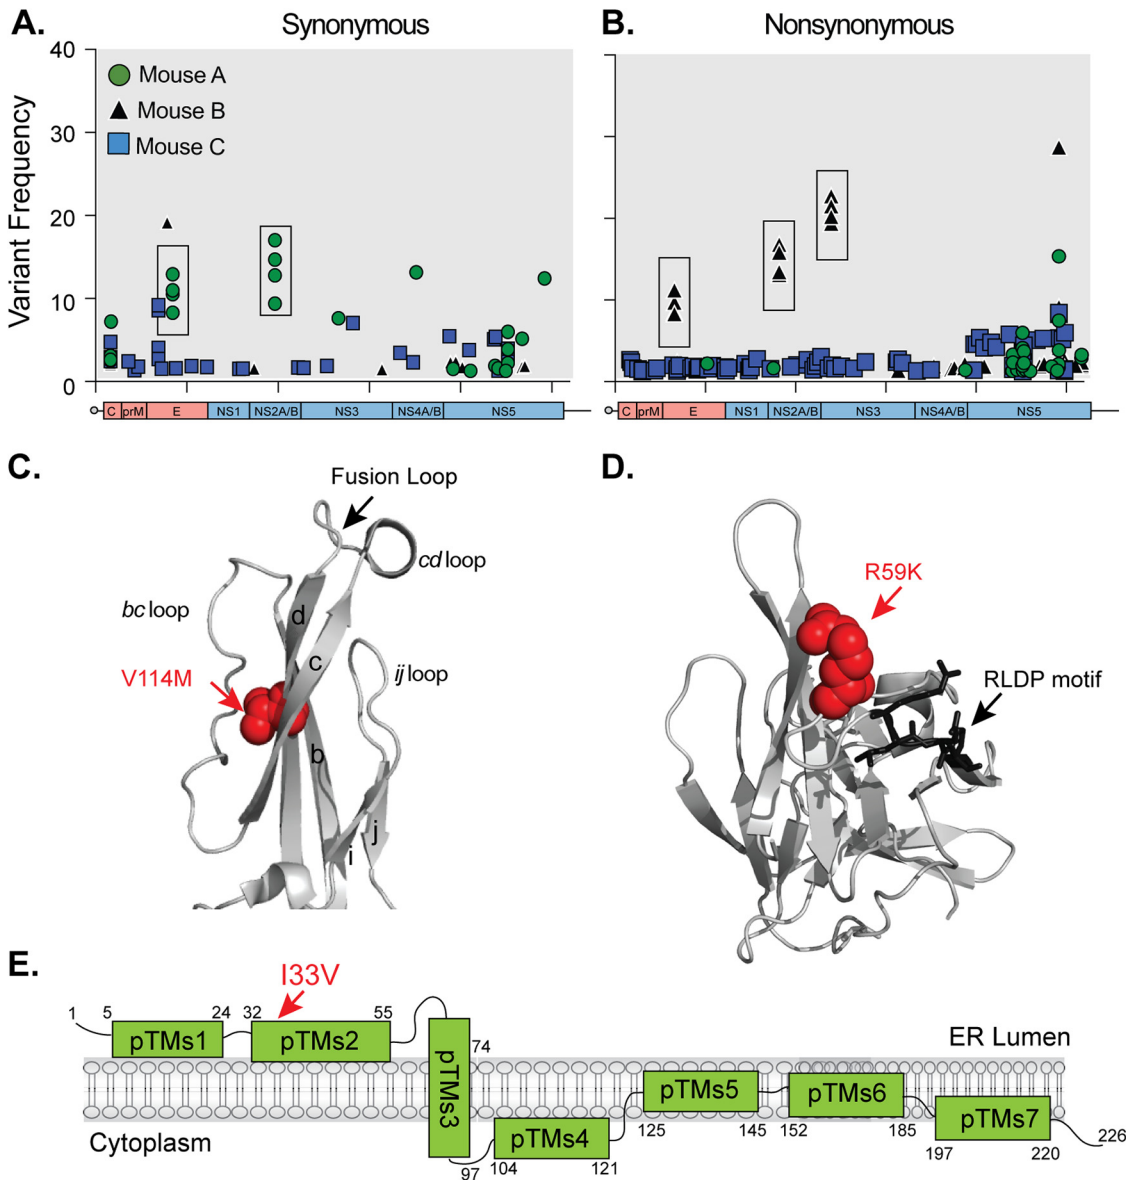 A.
Synonymous
B.
Nonsynonymous
Variant Frequency
40
30
20
10
0
Mouse A
Mouse B
Mouse C
C prM E NS1 NS2A/B NS3 NS4A/B NS5
C prM E NS1 NS2A/B NS3 NS4A/B NS5
C.
Fusion Loop
cd loop
bc loop
d
c
ij loop
V114M
b
j
i
D.
R59K
RLDP motif
E.
I33V
1 5 24 32 55
pTMs1 pTMs2 pTMs3 74
ER Lumen
pTMs5 pTMs6
Cytoplasm
pTMs4 125 145 152 185 pTMs7
97 104 121 197 220 226